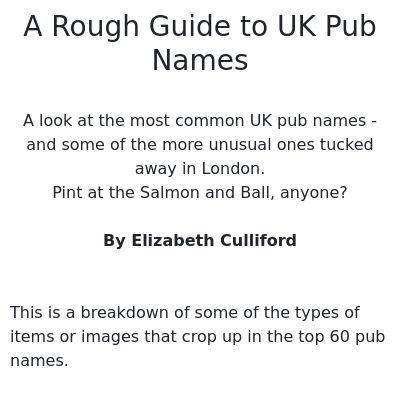 A Rough Guide to UK Pub
Names
A look at the most common UK pub names -
and some of the more unusual ones tucked
away in London.
Pint at the Salmon and Ball, anyone?
By Elizabeth Culliford
This is a breakdown of some of the types of
items or images that crop up in the top 60 pub
names.